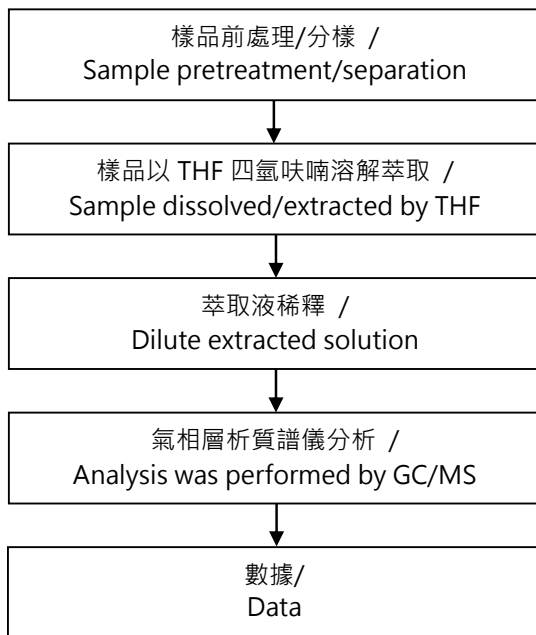 樣品前處理/分樣 /
Sample pretreatment/separation
樣品以 THF 四氫呋喃溶解萃取 /
Sample dissolved/extracted by THF
萃取液稀釋 /
Dilute extracted solution
氣相層析質譜儀分析 /
Analysis was performed by GC/MS
數據/
Data